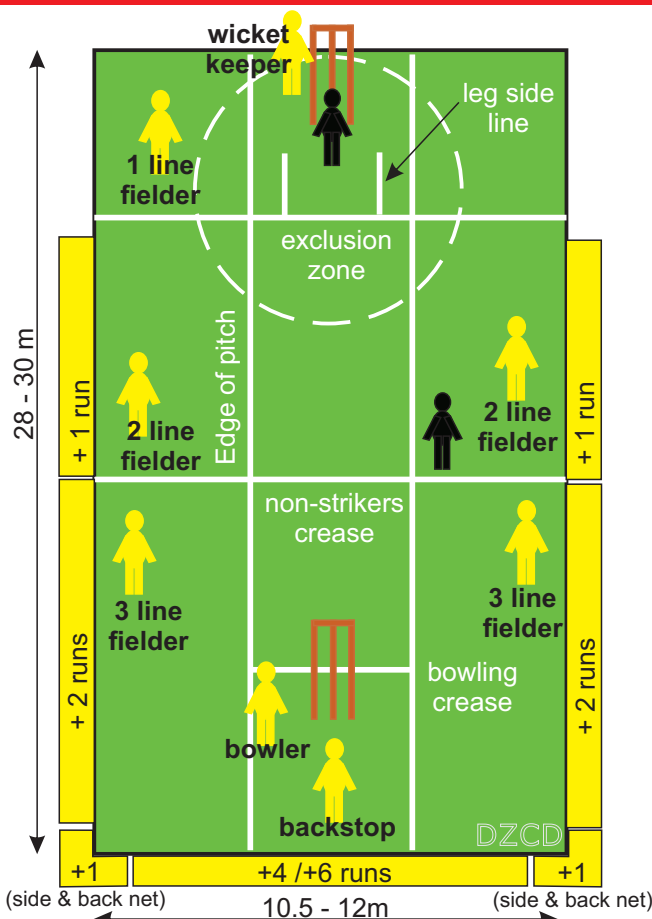 wicket
keeper
leg side
line
1 line
fielder
exclusion
zone
28 - 30 m
Edge of pitch
+ 1 run
+ 1 run
2 line
fielder
2 line
fielder
non-strikers
crease
3 line
fielder
3 line
fielder
+ 2 runs
+ 2 runs
bowling
crease
bowler
backstop
DZCD
+1
+4 /+6 runs
+1
(side & back net)
(side & back net)
10.5 - 12m